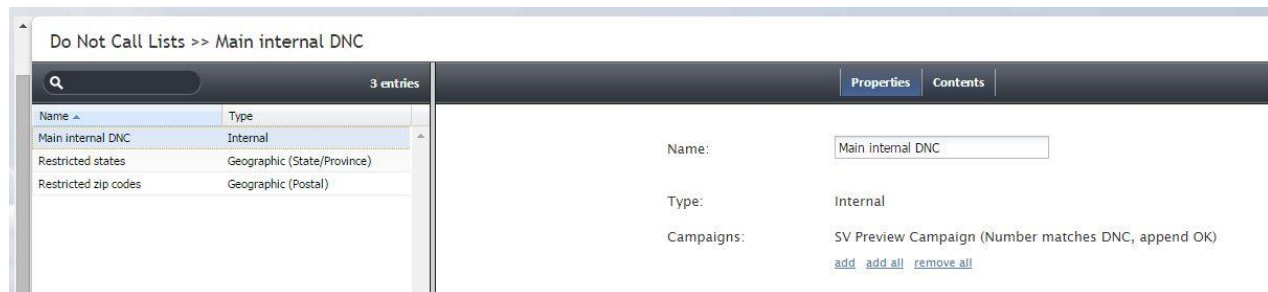 Do Not Call Lists >> Main internal DNC
3 entries
Properties Contents
Name Type
Main internal DNC Internal
Restricted states Geographic (State/Province)
Restricted zip codes Geographic (Postal)
Name: Main internal DNC
Type: Internal
Campaigns: SV Preview Campaign (Number matches DNC, append OK)
add add all remove all